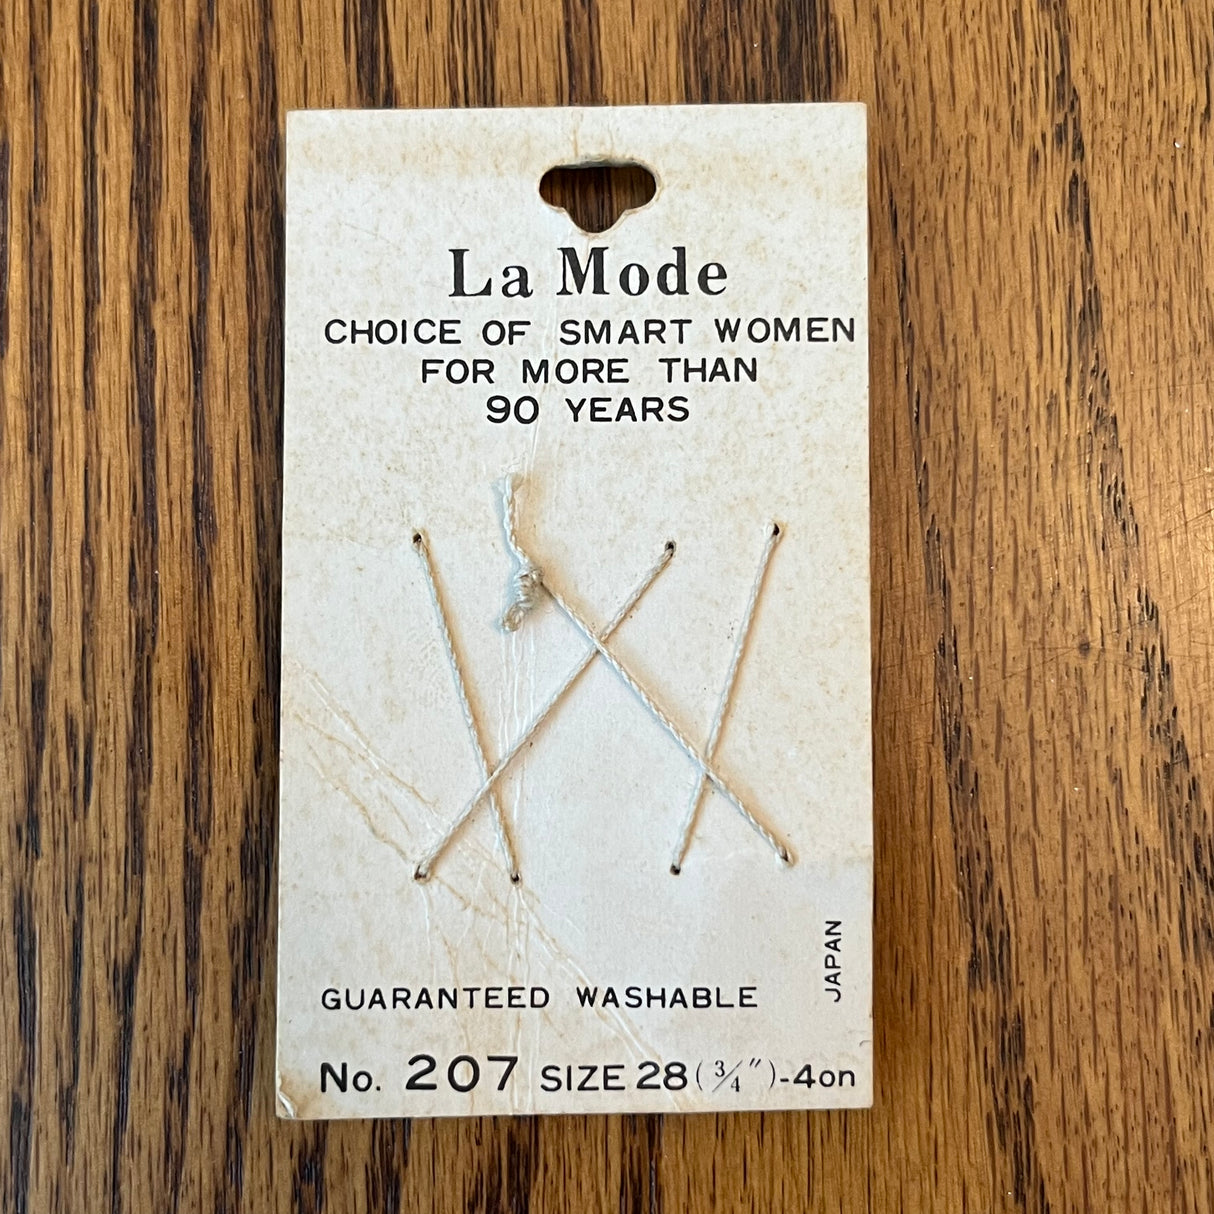 La Mode
CHOICE OF SMART WOMEN
FOR MORE THAN
90 YEARS
JAPAN
GUARANTEED WASHABLE
No. 207 SIZE 28 (3/4")-4on